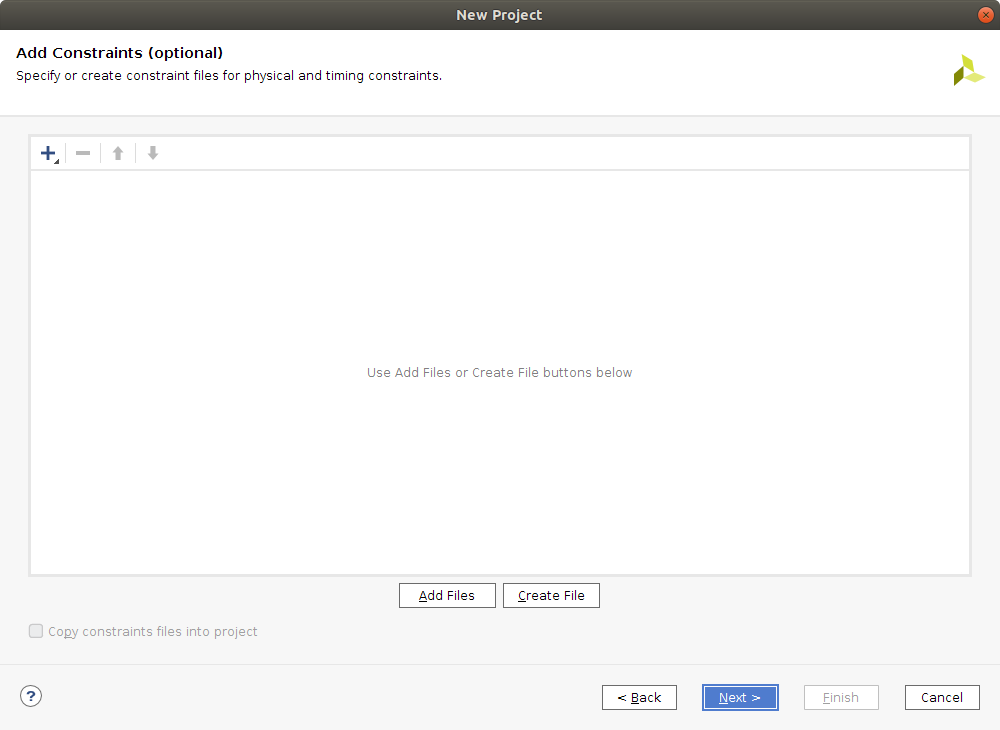 New Project
Add Constraints (optional)
Specify or create constraint files for physical and timing constraints.
Use Add Files or Create File buttons below
Add Files
Create File
Copy constraints files into project
?
< Back
Next >
Finish
Cancel